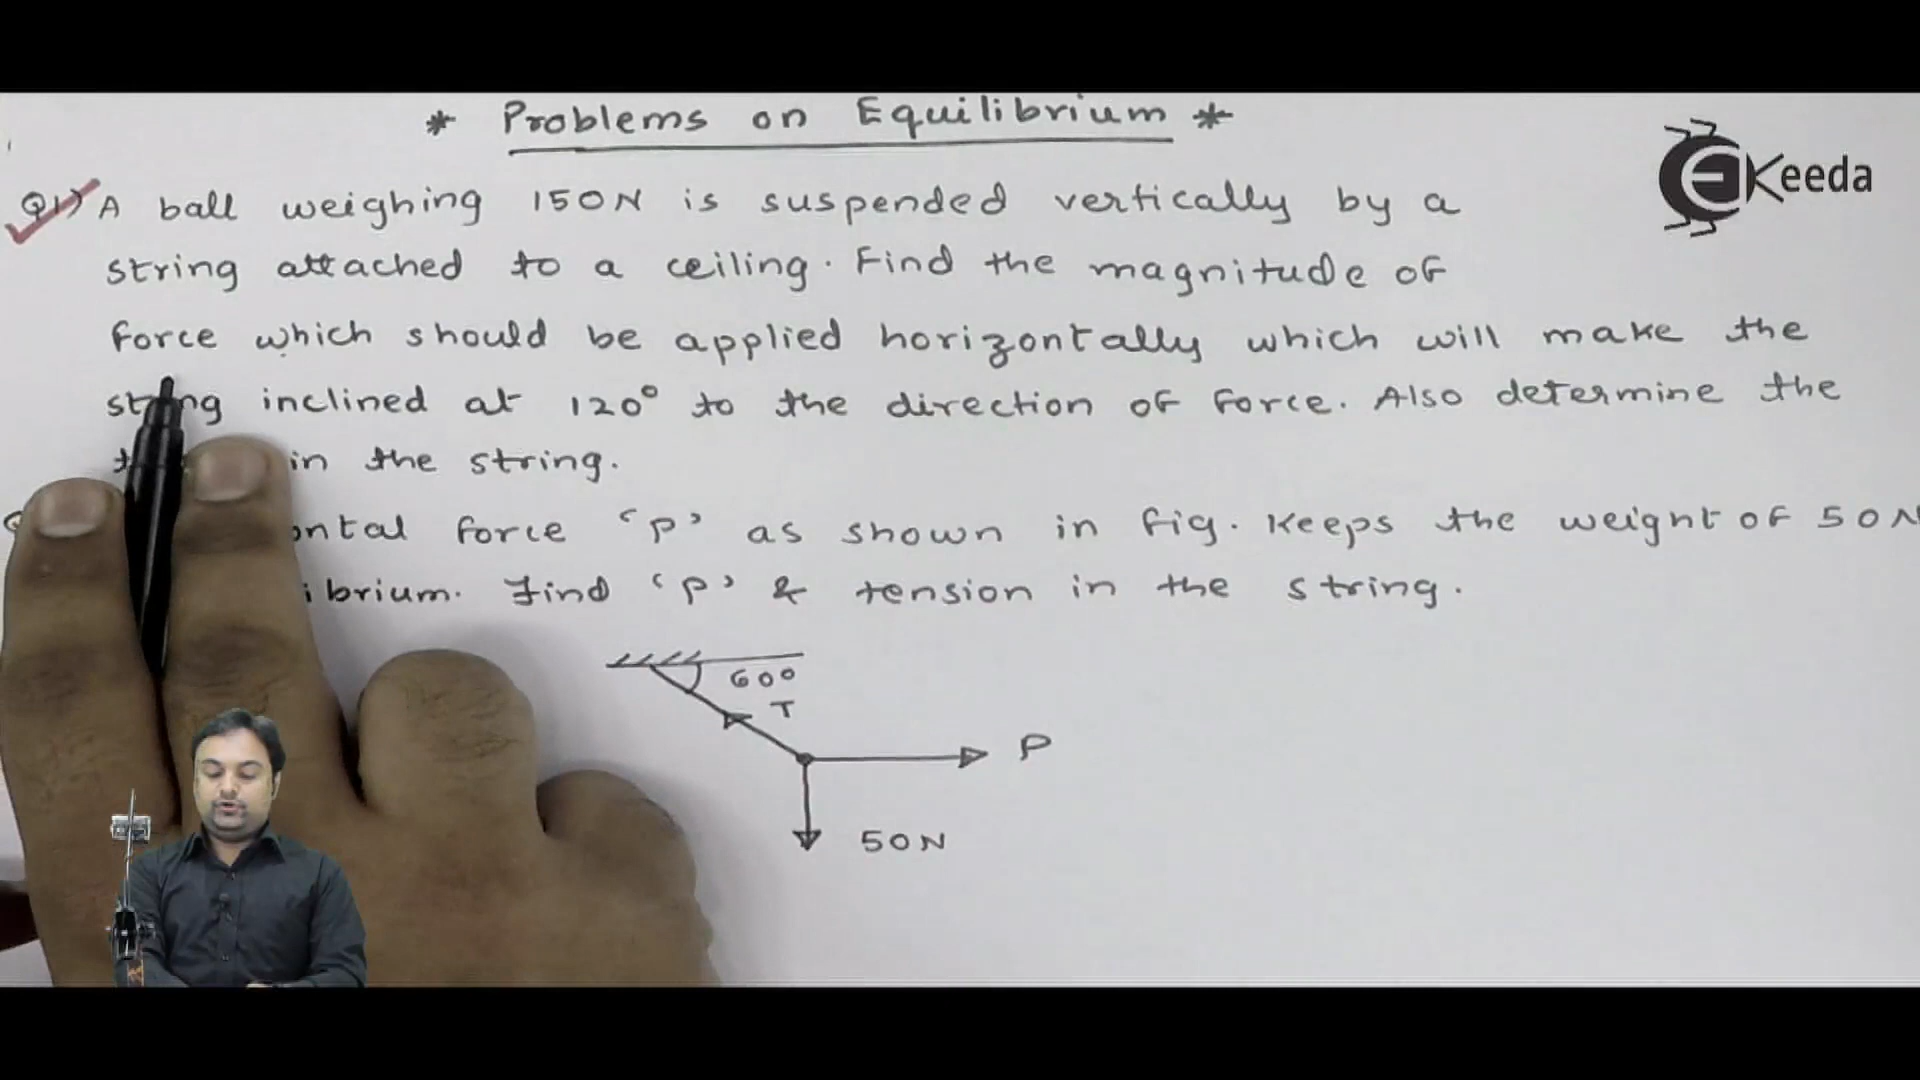 * Problems on Equilibrium *
EKeeda
Q1) A ball weighing 150N is suspended vertically by a
string attached to a ceiling. Find the magnitude of
force which should be applied horizontally which will make the
string inclined at 120° to the direction of force. Also determine the
in the string.
ontal force 'P' as shown in fig. keeps the weight of 50N
ibrium. Find 'P' & tension in the string.
60°
T
P
50N